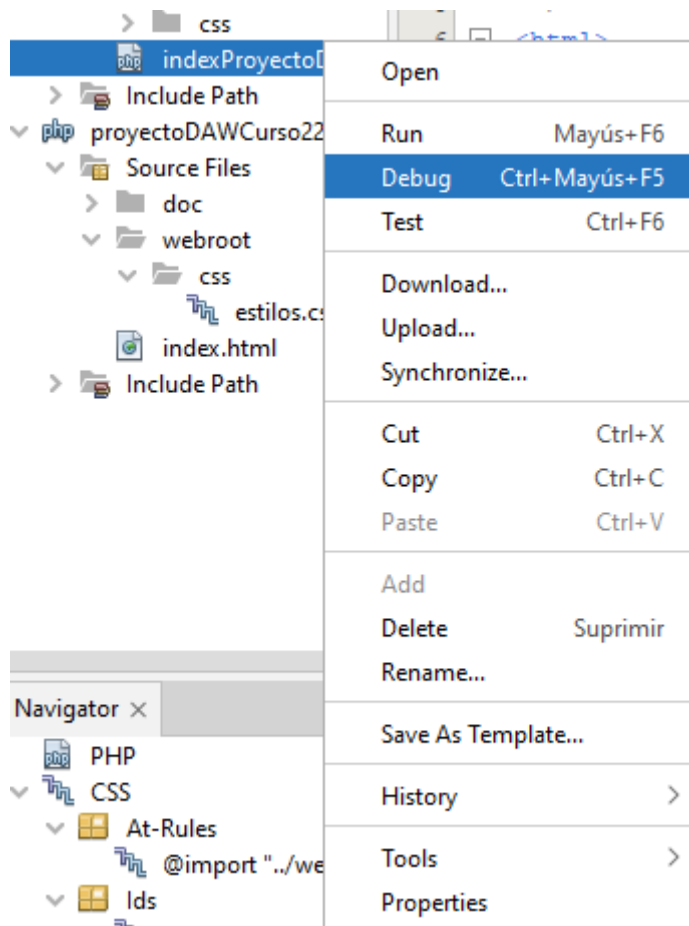 css
indexProyectoD
Include Path
proyectoDAWCurso22
Source Files
doc
webroot
css
estilos.cs
index.html
Include Path
6 <html>
Open
Run Mayús+F6
Debug Ctrl+Mayús+F5
Test Ctrl+F6
Download...
Upload...
Synchronize...
Cut Ctrl+X
Copy Ctrl+C
Paste Ctrl+V
Add
Delete Suprimir
Rename...
Save As Template...
History
Tools
Properties
Navigator
php PHP
CSS
At-Rules
@import "../we
Ids